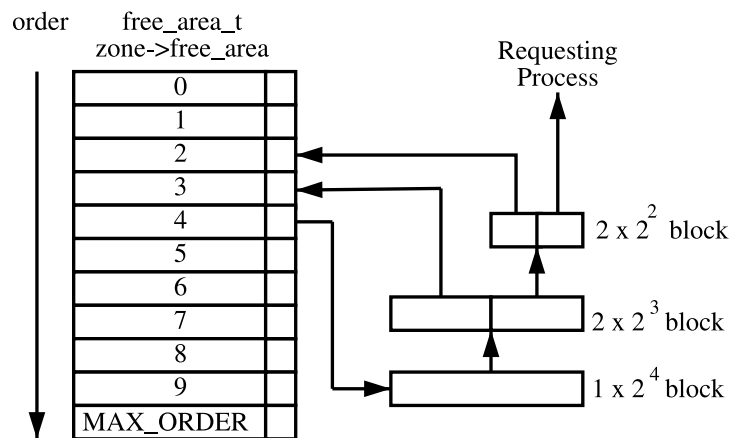 order
free_area_t
zone->free_area
0
1
2
3
4
5
6
7
8
9
MAX_ORDER
Requesting
Process
2 x 2^2 block
2 x 2^3 block
1 x 2^4 block